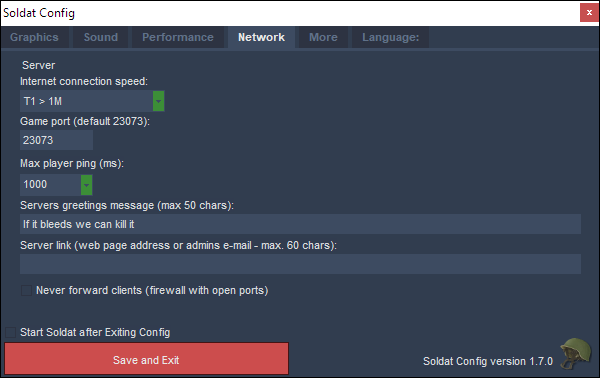 Soldat Config
x
Graphics Sound Performance Network More Language:
Server
Internet connection speed:
T1 > 1M
Game port (default 23073):
23073
Max player ping (ms):
1000
Servers greetings message (max 50 chars):
If it bleeds we can kill it
Server link (web page address or admins e-mail - max. 60 chars):
Never forward clients (firewall with open ports)
Start Soldat after Exiting Config
Save and Exit
Soldat Config version 1.7.0